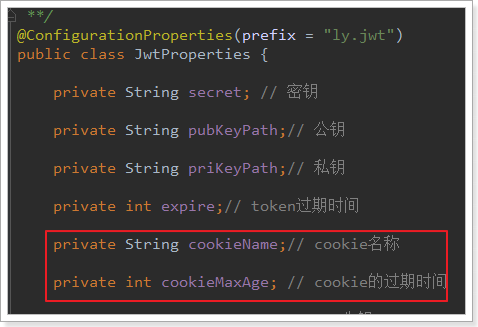 **/
@ConfigurationProperties(prefix = "ly.jwt")
public class JwtProperties {
private String secret; // 密钥
private String pubKeyPath;// 公钥
private String priKeyPath;// 私钥
private int expire;// token过期时间
private String cookieName;// cookie名称
private int cookieMaxAge; // cookie的过期时间